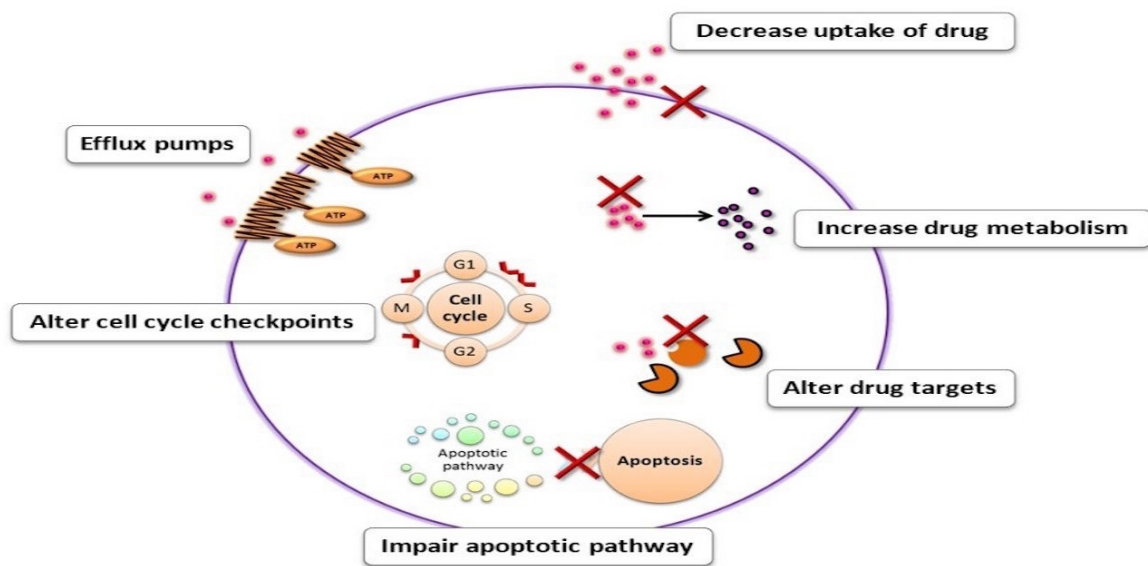 Decrease uptake of drug
Efflux pumps
ATP
ATP
ATP
Increase drug metabolism
G1
M
Cell
cycle
S
G2
Alter cell cycle checkpoints
Alter drug targets
Apoptotic
pathway
Apoptosis
Impair apoptotic pathway